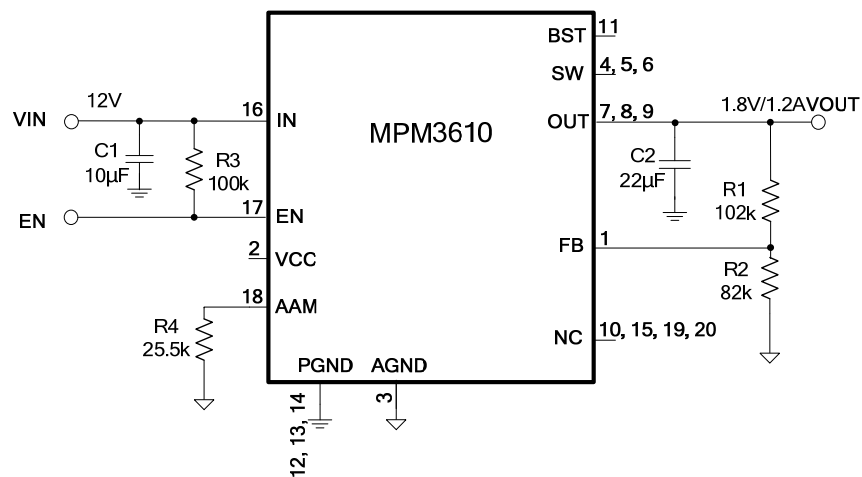 BST
11
SW
4, 5, 6
VIN
12V
16
IN
MPM3610
OUT
7, 8, 9
1.8V/1.2AVOUT
C1
10µF
R3
100k
C2
22µF
R1
102k
EN
17
EN
FB
1
2
VCC
R2
82k
18
AAM
R4
25.5k
NC
10, 15, 19, 20
PGND
AGND
12, 13, 14
3